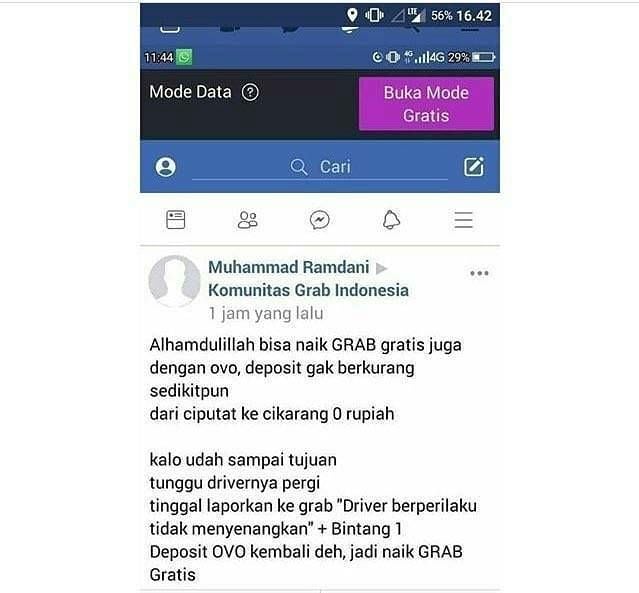 LTE 56% 16.42
11:44 4G 4G 29%
Mode Data ?
Buka Mode
Gratis
Cari
Muhammad Ramdani
Komunitas Grab Indonesia
1 jam yang lalu
Alhamdulillah bisa naik GRAB gratis juga
dengan ovo, deposit gak berkurang
sedikitpun
dari ciputat ke cikarang 0 rupiah
kalo udah sampai tujuan
tunggu drivernya pergi
tinggal laporkan ke grab "Driver berperilaku
tidak menyenangkan" + Bintang 1
Deposit OVO kembali deh, jadi naik GRAB
Gratis